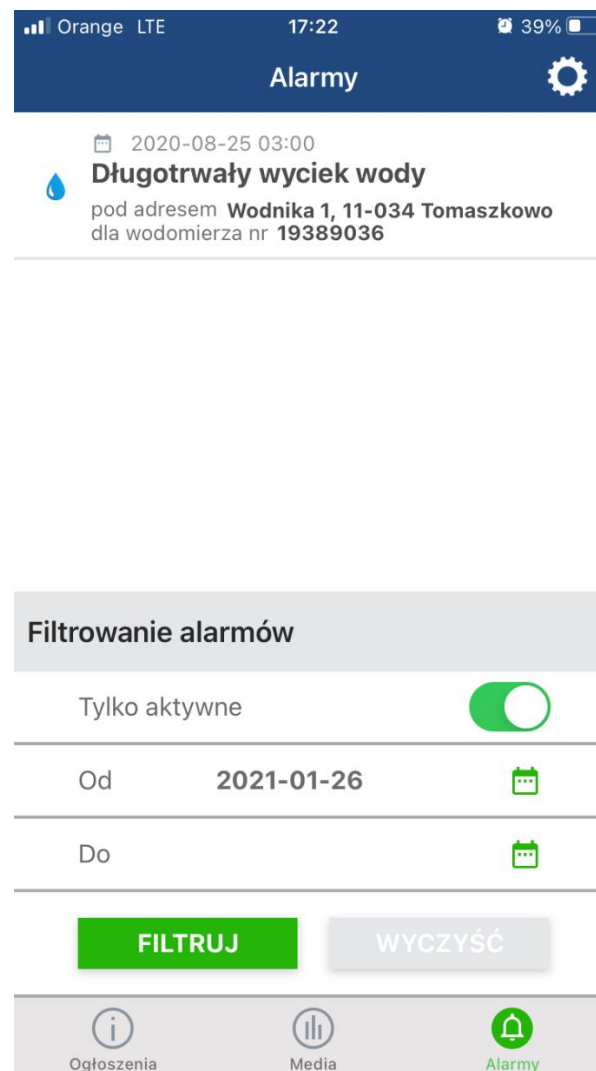 Orange LTE 17:22 39%
Alarmy
2020-08-25 03:00
Długotrwały wyciek wody
pod adresem Wodnika 1, 11-034 Tomaszkowo
dla wodomierza nr 19389036
Filtrowanie alarmów
Tylko aktywne
Od 2021-01-26
Do
FILTRUJ WYCZYŚĆ
Ogłoszenia Media Alarmy